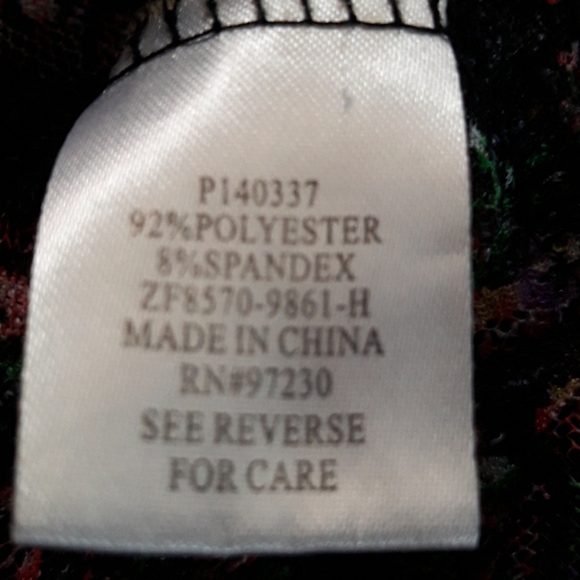 P140337
92%POLYESTER
8%SPANDEX
ZF8570-9861-H
MADE IN CHINA
RN#97230
SEE REVERSE
FOR CARE